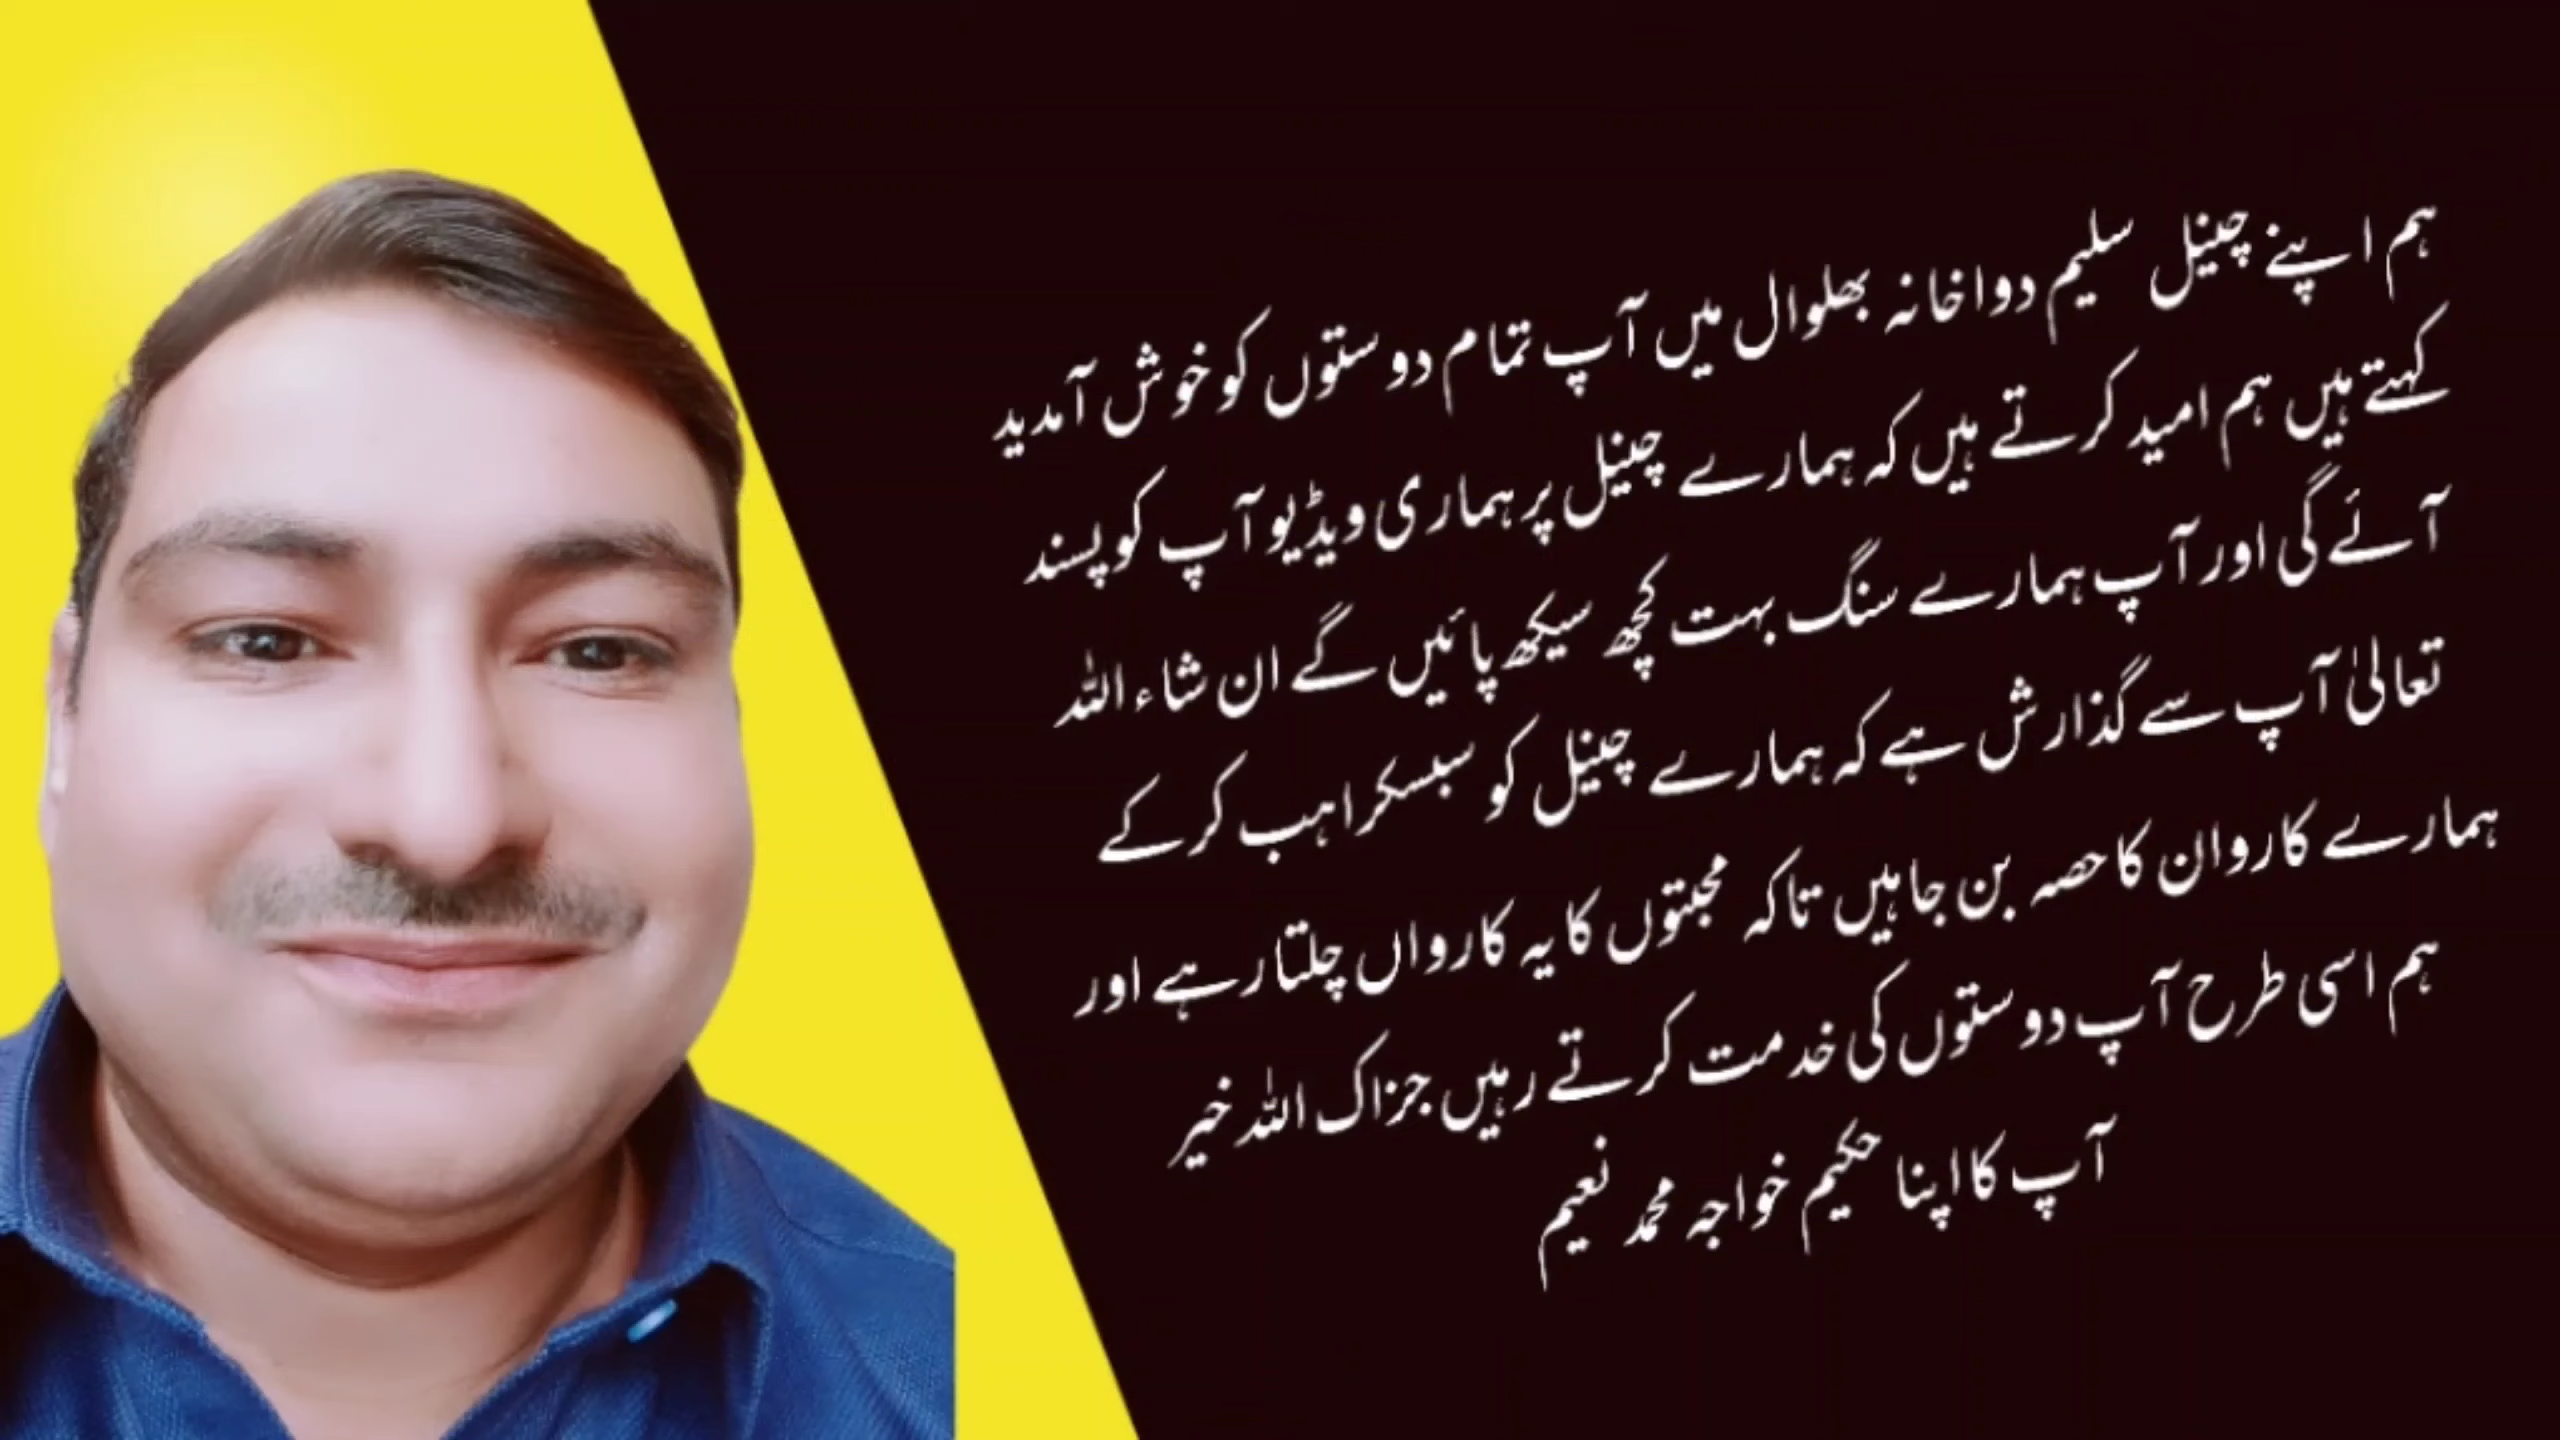 ہم اپنے چینل سلیم دواخانہ بھلوال میں آپ تمام دوستوں کو خوش آمدید
کہتے ہیں ہم امید کرتے ہیں کہ ہمارے چینل پر ہماری ویڈیو آپ کو پسند
آئے گی اور آپ ہمارے سنگ بہت کچھ سیکھ پائیں گے ان شاء اللہ
تعالیٰ آپ سے گذارش ہے کہ ہمارے چینل کو سبسکراہب کرکے
ہمارے کاروان کا حصہ بن جاہیں تاکہ محبتوں کا یہ کارواں چلتا رہے اور
ہم اسی طرح آپ دوستوں کی خدمت کرتے رہیں جزاک اللہ خیر
آپ کا اپنا حکیم خواجہ محمد نعیم